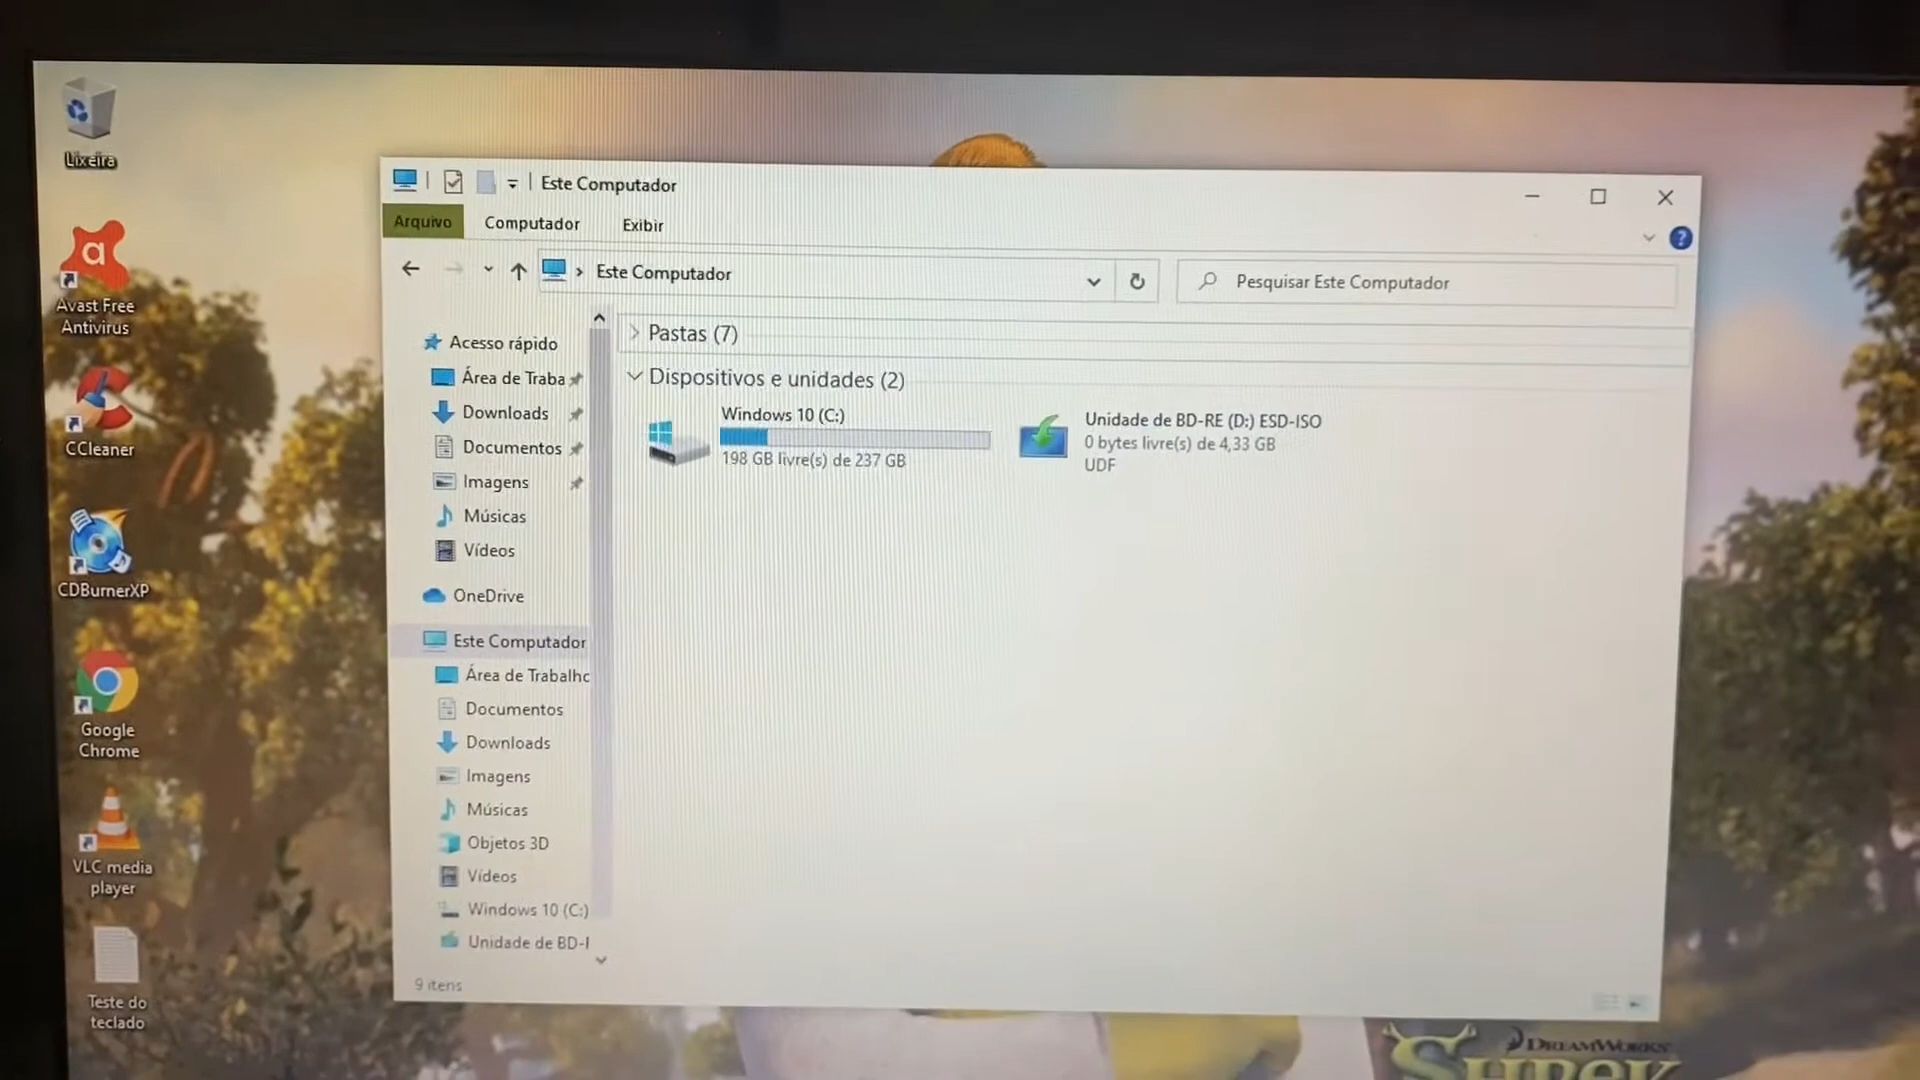 Lixeira
Avast Free
Antivirus
CCleaner
CDBurnerXP
Google
Chrome
VLC media
player
Teste do
teclado
Este Computador
Arquivo
Computador
Exibir
Este Computador
Pesquisar Este Computador
Acesso rápido
Área de Traba
Downloads
Documentos
Imagens
Músicas
Vídeos
OneDrive
Este Computador
Área de Trabalho
Documentos
Downloads
Imagens
Músicas
Objetos 3D
Vídeos
Windows 10 (C:)
Unidade de BD-I
9 itens
Pastas (7)
Dispositivos e unidades (2)
Windows 10 (C:)
198 GB livre(s) de 237 GB
Unidade de BD-RE (D:) ESD-ISO
0 bytes livre(s) de 4,33 GB
UDF
DREAMWORKS
SHREK